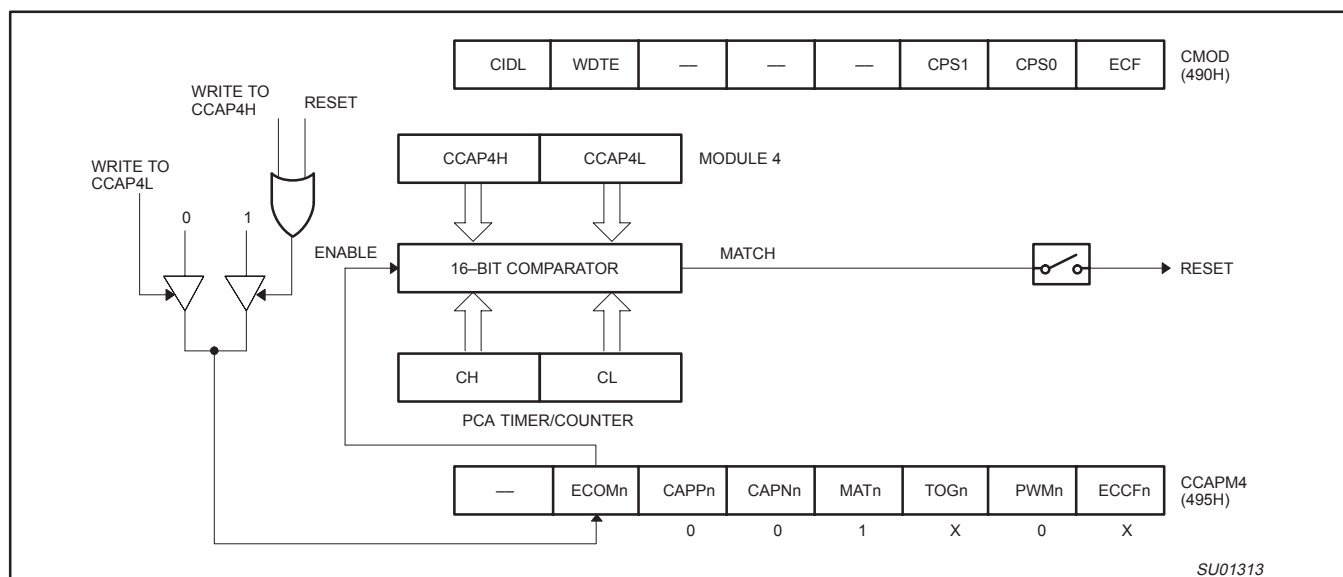 CIDL WDTE — — — CPS1 CPS0 ECF
CMOD
(490H)
WRITE TO
CCAP4H
RESET
WRITE TO
CCAP4L
0 1
CCAP4H CCAP4L
MODULE 4
ENABLE
16–BIT COMPARATOR
MATCH
RESET
CH CL
PCA TIMER/COUNTER
— ECOMn CAPPn CAPNn MATn TOGn PWMn ECCFn
CCAPM4
(495H)
0 0 1 X 0 X
SU01313